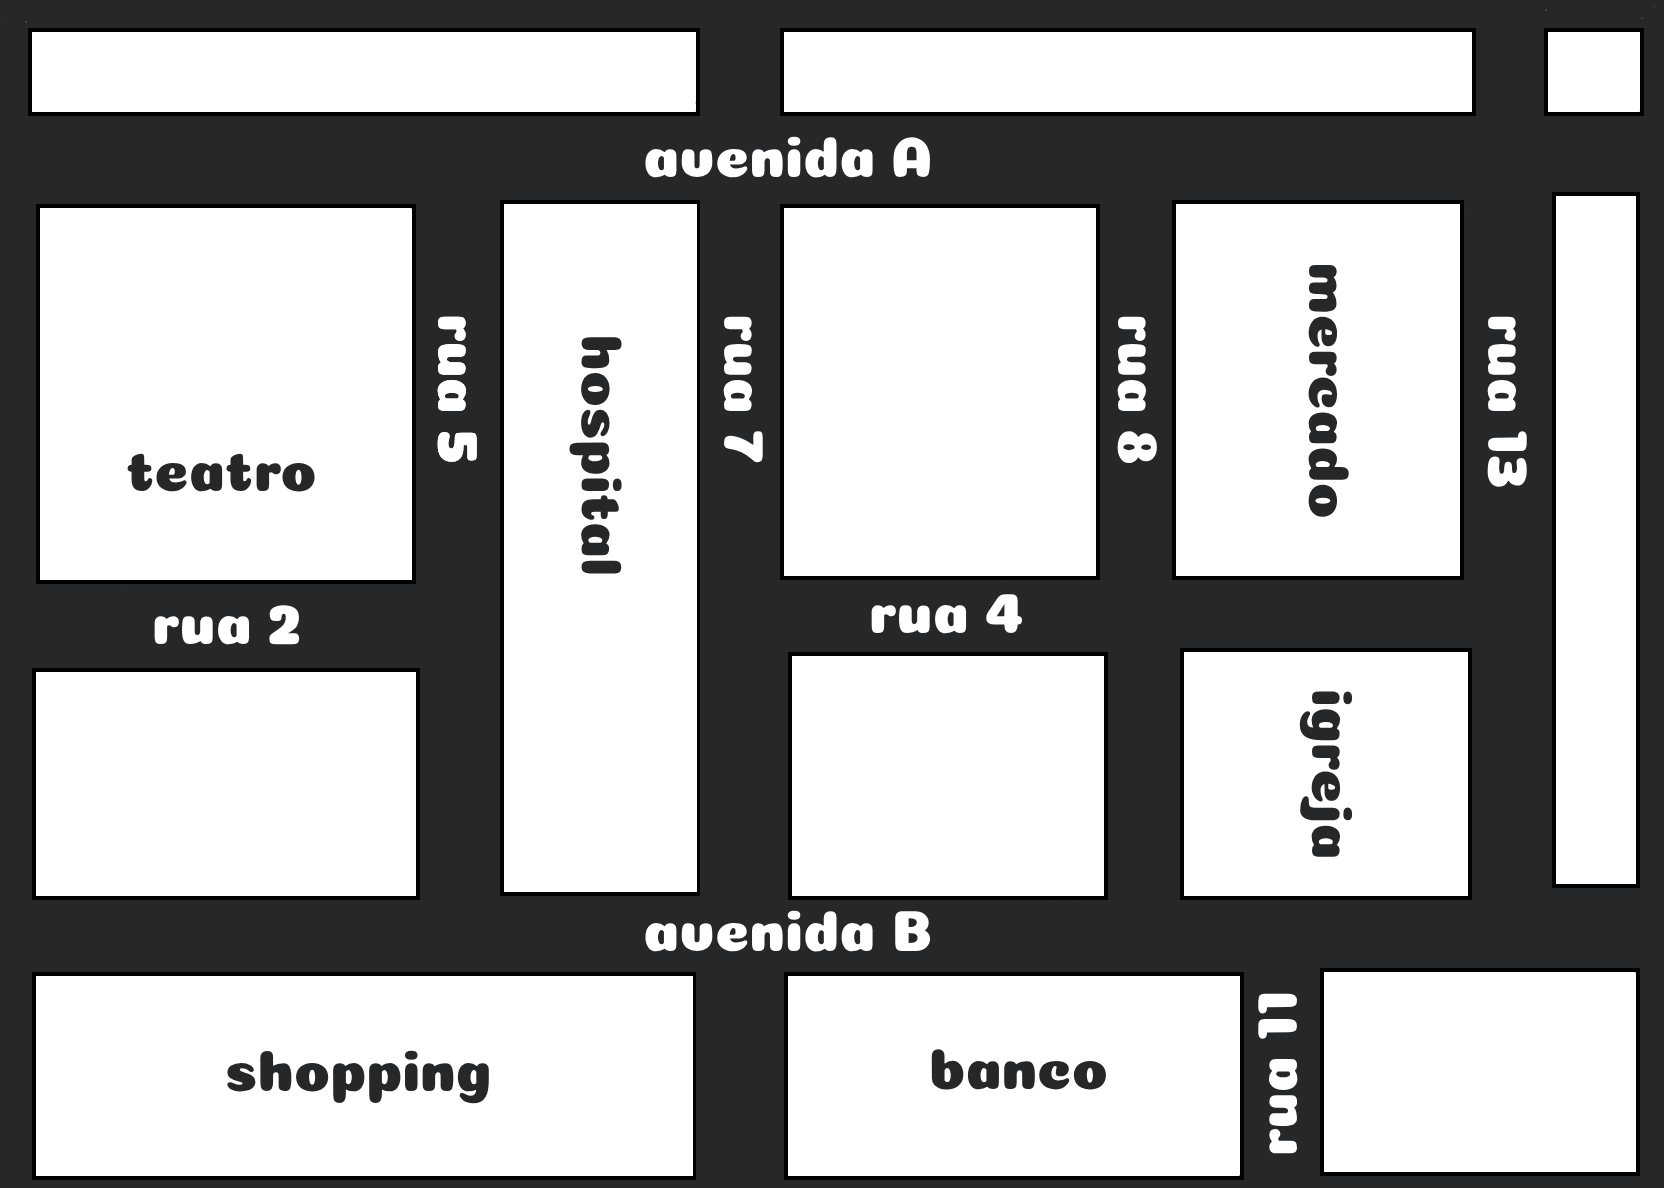 avenida A
rua 5
hospital
rua 7
rua 8
mercado
rua 13
teatro
rua 2
rua 4
igreja
avenida B
shopping
banco
rua 11